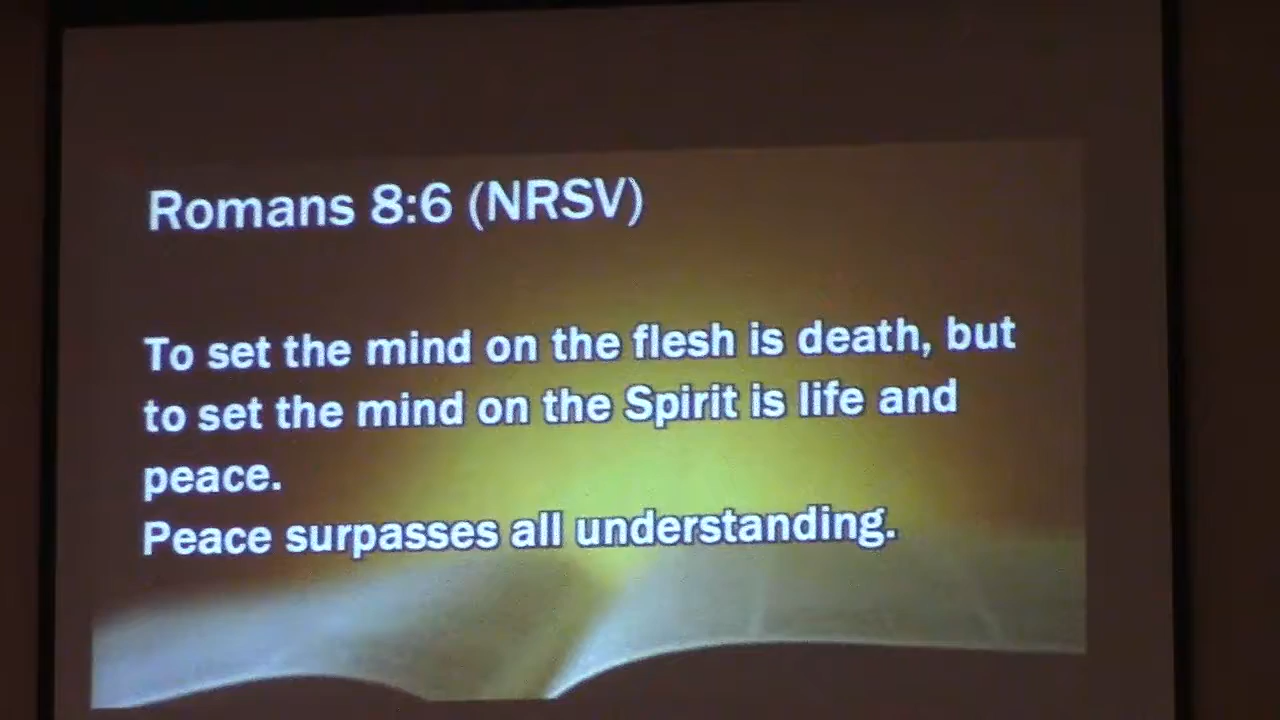 Romans 8:6 (NRSV)
To set the mind on the flesh is death, but
to set the mind on the Spirit is life and
peace.
Peace surpasses all understanding.